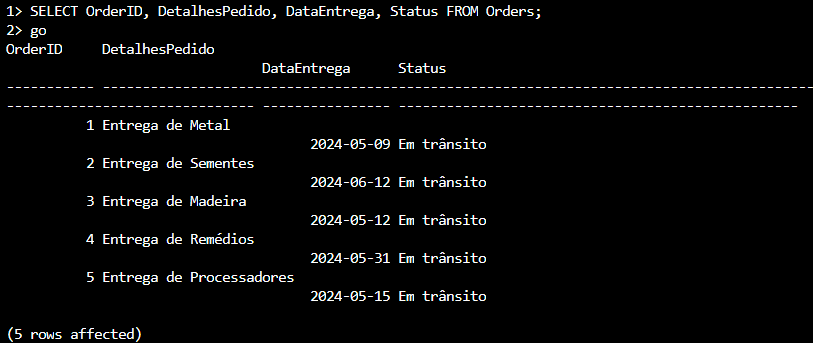 1> SELECT OrderID, DetalhesPedido, DataEntrega, Status FROM Orders;
2> go
OrderID     DetalhesPedido
                                DataEntrega      Status
----------- -----------------------------------------------------------------------------------------
------------------------------- ---------------- --------------------------------------------------
          1 Entrega de Metal
                                      2024-05-09 Em trânsito
          2 Entrega de Sementes
                                      2024-06-12 Em trânsito
          3 Entrega de Madeira
                                      2024-05-12 Em trânsito
          4 Entrega de Remédios
                                      2024-05-31 Em trânsito
          5 Entrega de Processadores
                                      2024-05-15 Em trânsito
(5 rows affected)